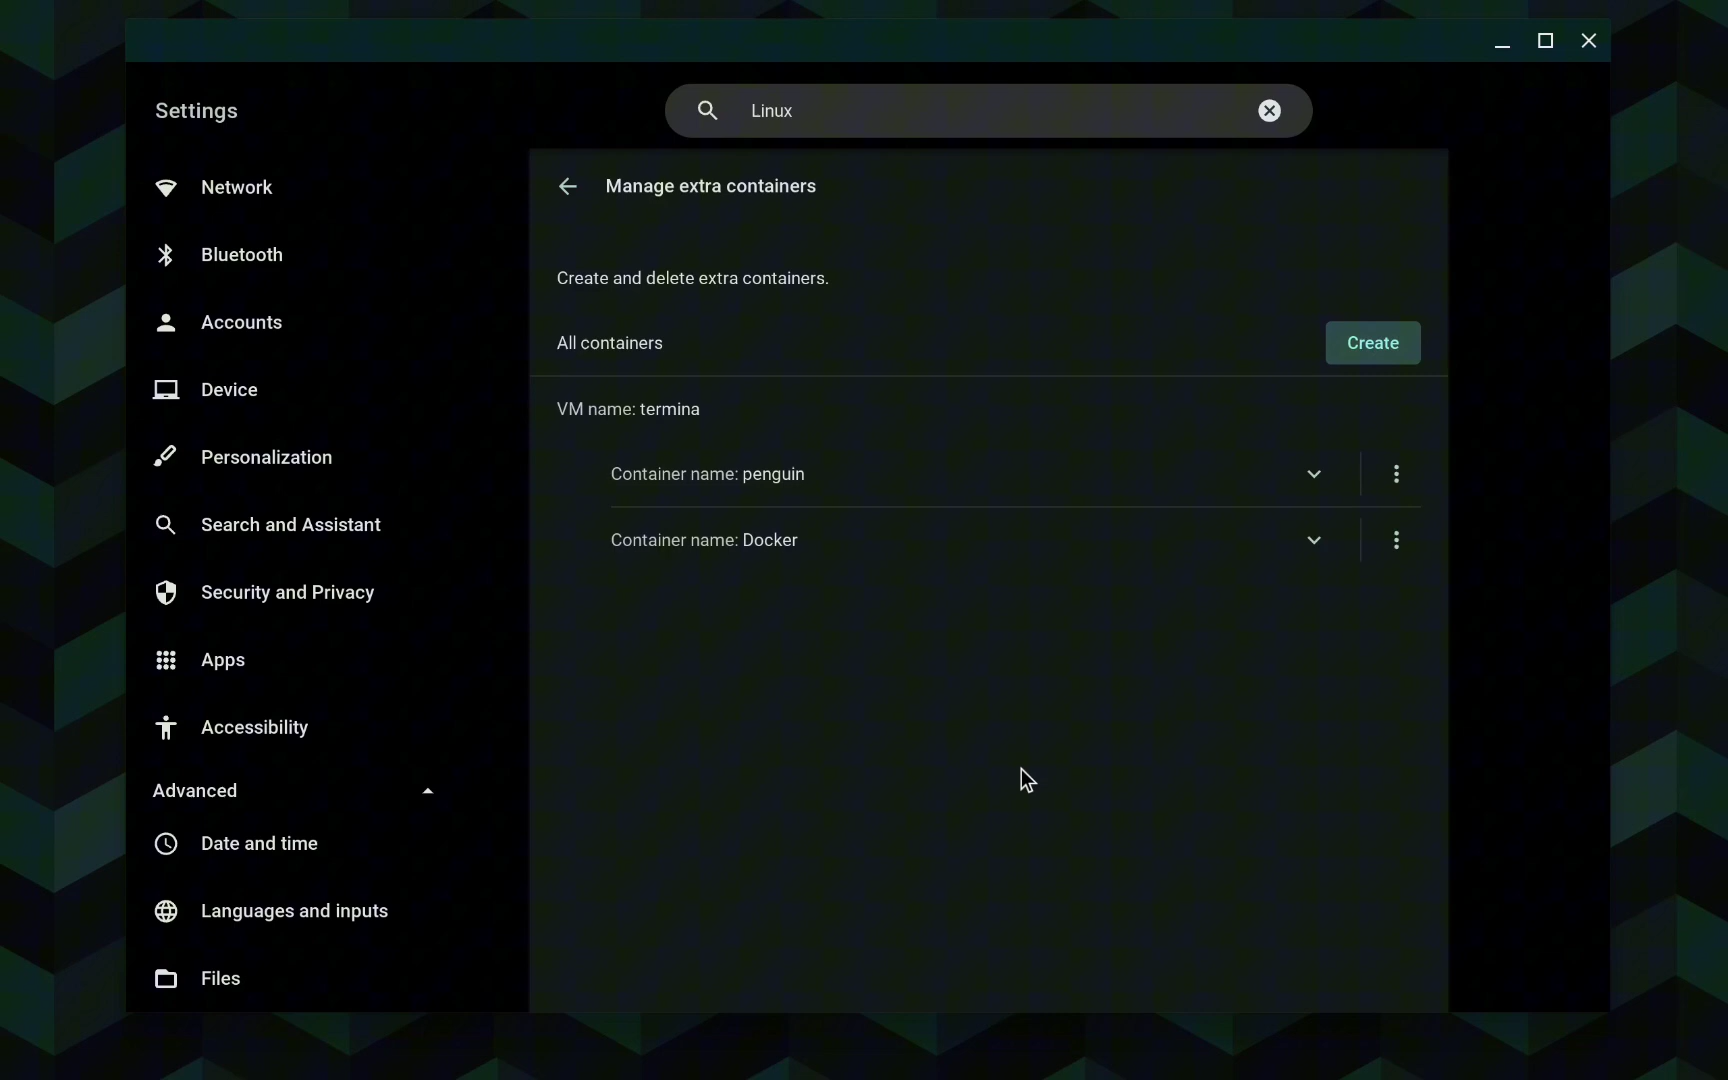 Settings
Linux
Network
Bluetooth
Accounts
Device
Personalization
Search and Assistant
Security and Privacy
Apps
Accessibility
Advanced
Date and time
Languages and inputs
Files
Manage extra containers
Create and delete extra containers.
All containers
Create
VM name: termina
Container name: penguin
Container name: Docker